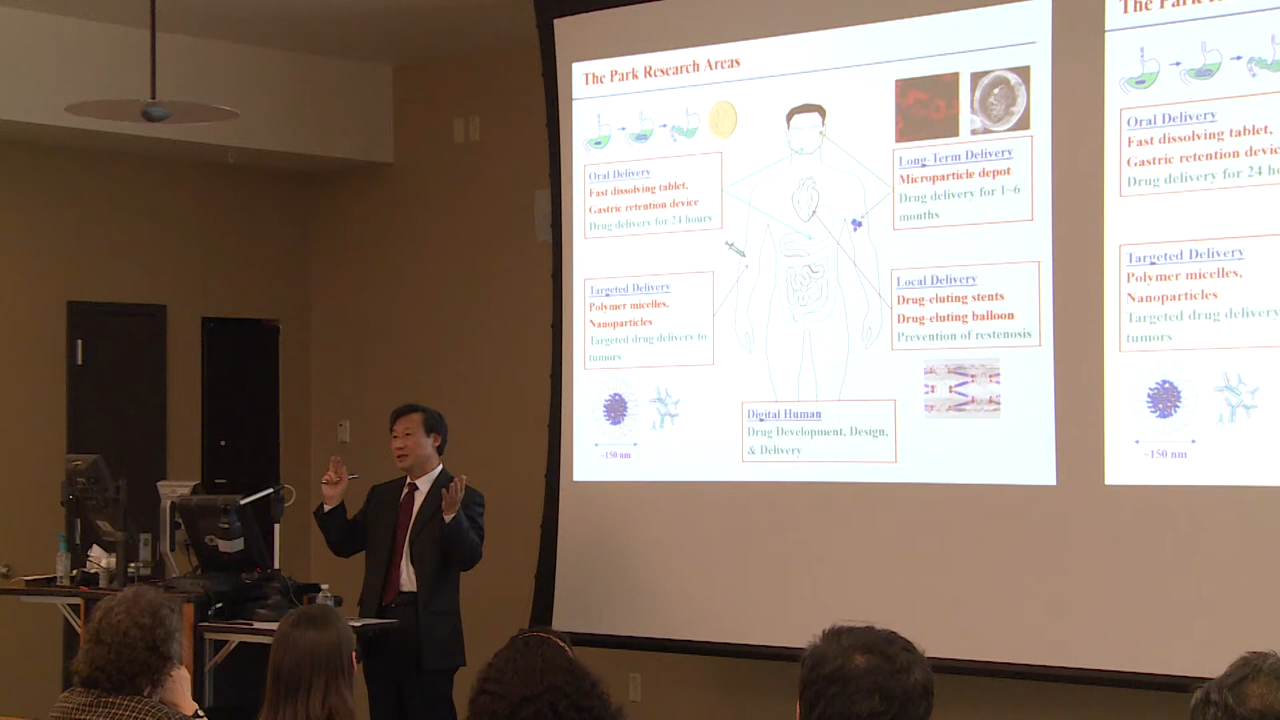 The Park Research Areas
Oral Delivery
Fast dissolving tablet,
Gastric retention device
Drug delivery for 24 hours
Long-Term Delivery
Microparticle depot
Drug delivery for 1~6
months
Targeted Delivery
Polymer micelles,
Nanoparticles
Targeted drug delivery to
tumors
~150 nm
Local Delivery
Drug-eluting stents
Drug-eluting balloon
Prevention of restenosis
Digital Human
Drug Development, Design,
& Delivery
The Park
Oral Delivery
Fast dissolving tablet,
Gastric retention devic
Drug delivery for 24 ho
Targeted Delivery
Polymer micelles,
Nanoparticles
Targeted drug delivery
tumors
~150 nm